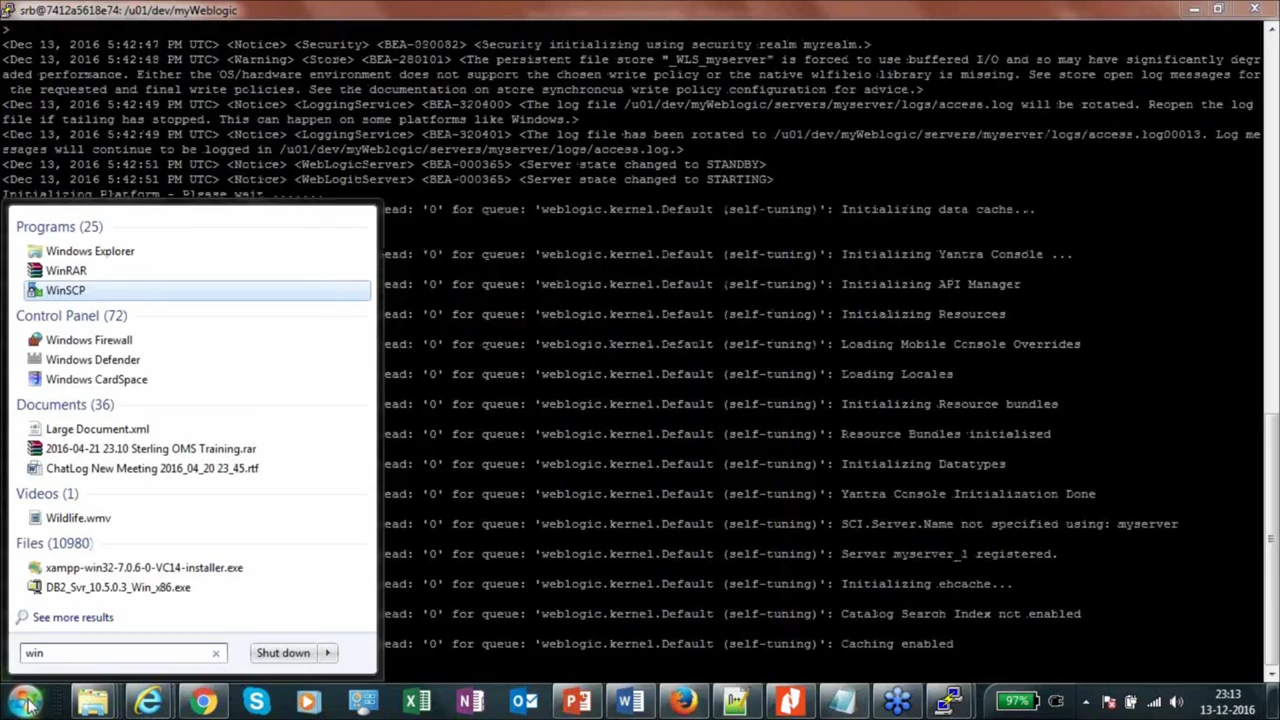 srb@7412a5618e74: /u01/dev/myWeblogic
>
<Dec 13, 2016 5:42:47 PM UTC> <Notice> <Security> <BEA-090082> <Security initializing using security realm myrealm.>
<Dec 13, 2016 5:42:49 PM UTC> <Warning> <Store> <BEA-280101> <The persistent file store "_WLS_myserver" is forced to use buffered I/O and so may have significantly degr
aded performance. Either the OS/hardware environment does not support the chosen write policy or the native wlfileio library is missing. See store open log messages for
the requested and final write policies. See the documentation on store synchronous write policy configuration for advice.>
<Dec 13, 2016 5:42:49 PM UTC> <Notice> <LoggingService> <BEA-320400> <The log file /u01/dev/myWeblogic/servers/myserver/logs/access.log will be rotated. Reopen the log
file if tailing has stopped. This can happen on some platforms like Windows.>
<Dec 13, 2016 5:42:49 PM UTC> <Notice> <LoggingService> <BEA-320401> <The log file has been rotated to /u01/dev/myWeblogic/servers/myserver/logs/access.log00013. Log me
ssages will continue to be logged in /u01/dev/myWeblogic/servers/myserver/logs/access.log.>
<Dec 13, 2016 5:42:51 PM UTC> <Notice> <WebLogicServer> <BEA-000365> <Server state changed to STANDBY>
<Dec 13, 2016 5:42:51 PM UTC> <Notice> <WebLogicServer> <BEA-000365> <Server state changed to STARTING>
Initializing Platform - Please wait .......
ead: '0' for queue: 'weblogic.kernel.Default (self-tuning)': Initializing data cache...
ead: '0' for queue: 'weblogic.kernel.Default (self-tuning)': Initializing Yantra Console ...
ead: '0' for queue: 'weblogic.kernel.Default (self-tuning)': Initializing API Manager
ead: '0' for queue: 'weblogic.kernel.Default (self-tuning)': Initializing Resources
ead: '0' for queue: 'weblogic.kernel.Default (self-tuning)': Loading Mobile Console Overrides
ead: '0' for queue: 'weblogic.kernel.Default (self-tuning)': Loading Locales
ead: '0' for queue: 'weblogic.kernel.Default (self-tuning)': Initializing Resource bundles
ead: '0' for queue: 'weblogic.kernel.Default (self-tuning)': Resource Bundles initialized
ead: '0' for queue: 'weblogic.kernel.Default (self-tuning)': Initializing Datatypes
ead: '0' for queue: 'weblogic.kernel.Default (self-tuning)': Yantra Console Initialization Done
ead: '0' for queue: 'weblogic.kernel.Default (self-tuning)': SCI.Server.Name not specified using: myserver
ead: '0' for queue: 'weblogic.kernel.Default (self-tuning)': Servar myserver_1 registered.
ead: '0' for queue: 'weblogic.kernel.Default (self-tuning)': Initializing ehcache...
ead: '0' for queue: 'weblogic.kernel.Default (self-tuning)': Catalog Search Index not enabled
ead: '0' for queue: 'weblogic.kernel.Default (self-tuning)': Caching enabled
Programs (25)
Windows Explorer
WinRAR
WinSCP
Control Panel (72)
Windows Firewall
Windows Defender
Windows CardSpace
Documents (36)
Large Document.xml
2016-04-21 23.10 Sterling OMS Training.rar
ChatLog New Meeting 2016_04_20 23_45.rtf
Videos (1)
Wildlife.wmv
Files (10980)
xampp-win32-7.0.6-0-VC14-installer.exe
DB2_Svr_10.5.0.3_Win_x86.exe
See more results
win
Shut down
97%
23:13
13-12-2016